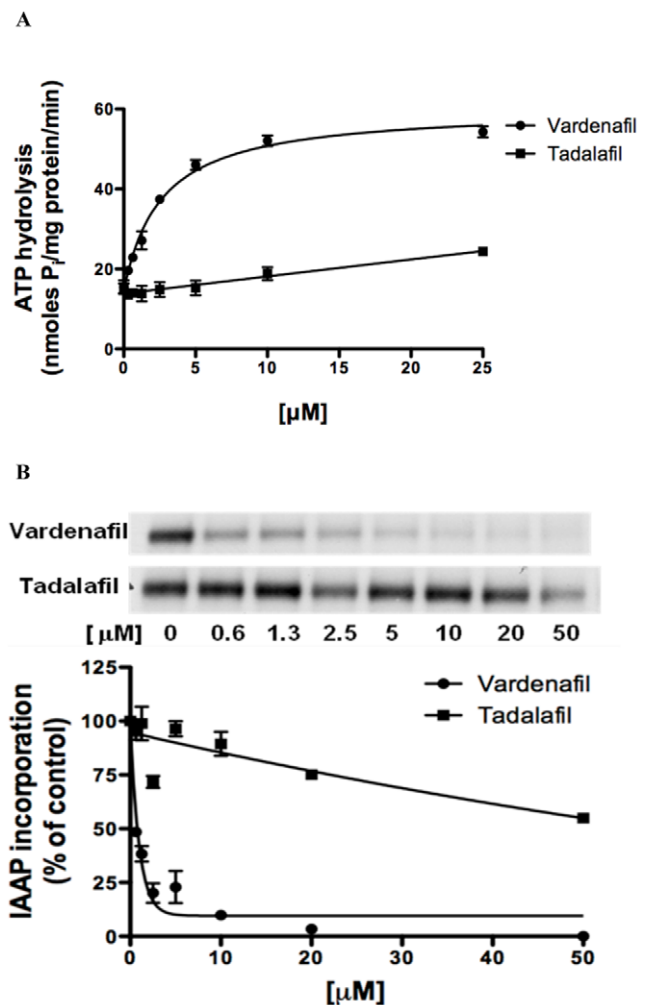 A
ATP hydrolysis
(nmoles Pi/mg protein/min)
60
40
20
0
0 5 10 15 20 25
[μM]
Vardenafil
Tadalafil
B
Vardenafil
Tadalafil
[μM] 0 0.6 1.3 2.5 5 10 20 50
IAAP incorporation
(% of control)
125
100
75
50
25
0
0 10 20 30 40 50
[μM]
Vardenafil
Tadalafil